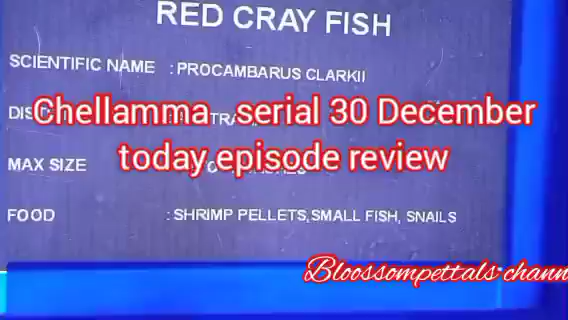 RED CRAY FISH
SCIENTIFIC NAME : PROCAMBARUS CLARKII
Chellamma serial 30 December
today episode review
MAX SIZE
FOOD : SHRIMP PELLETS,SMALL FISH, SNAILS
Bloossompettals chann